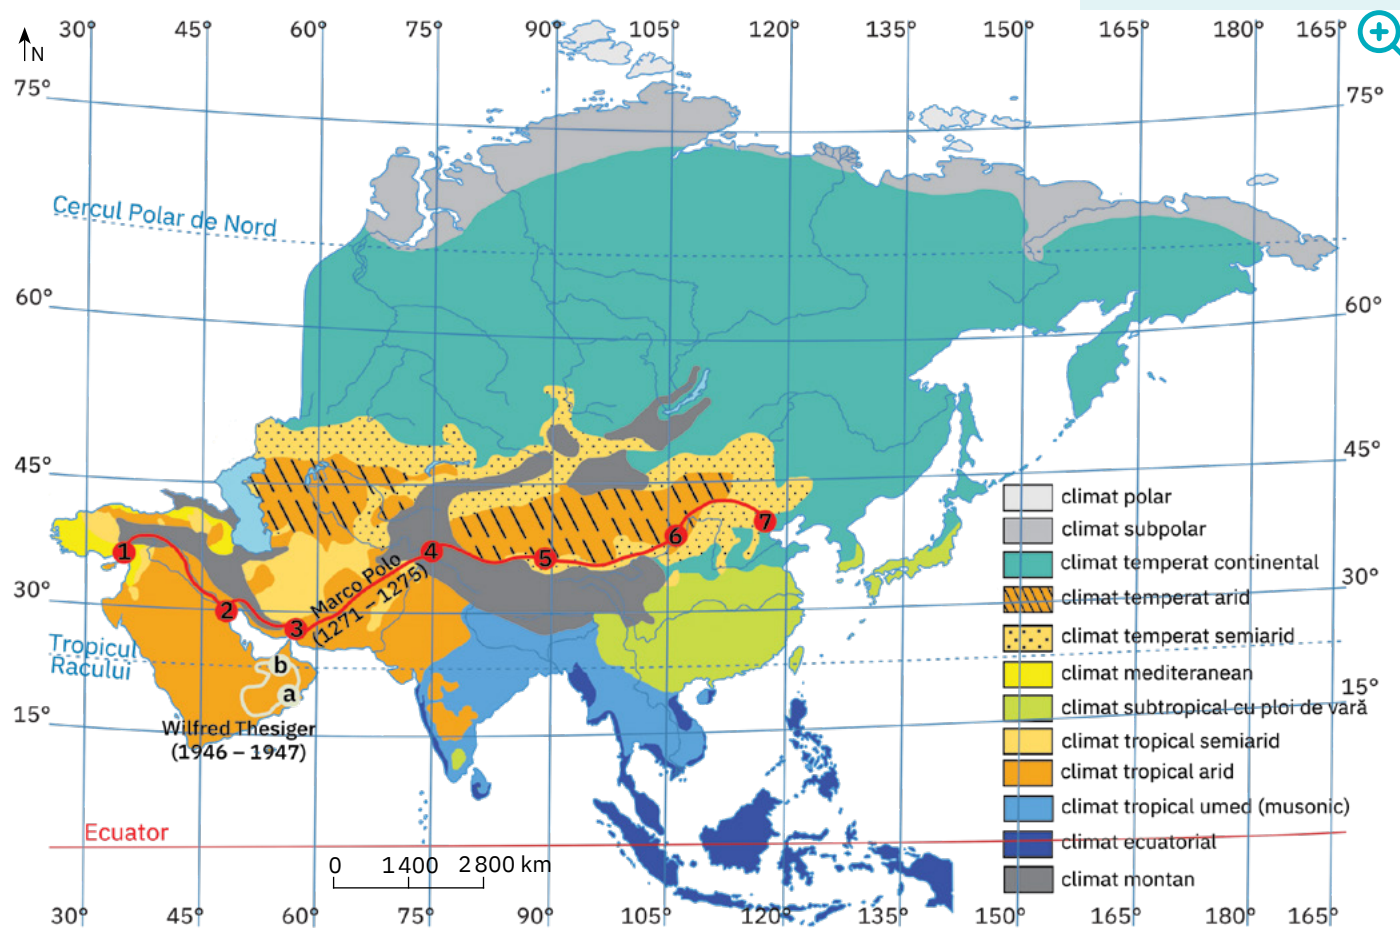 30° 45° 60° 75° 90° 105° 120° 135° 150° 165° 180° 165°
N
75° 75°
Cercul Polar de Nord
60° 60°
45° 45°
climat polar
climat subpolar
climat temperat continental
climat temperat arid
climat temperat semiarid
climat mediteranean
climat subtropical cu ploi de vară
climat tropical semiarid
climat tropical arid
climat tropical umed (musonic)
climat ecuatorial
climat montan
1
2
3
4
5
6
7
Marco Polo
(1271 – 1275)
30° 30°
Tropicul
Racului
b
a
15° 15°
Wilfred Thesiger
(1946 – 1947)
Ecuator
0 1400 2800 km
30° 45° 60° 75° 90° 105° 120° 135° 150° 165° 180° 165°